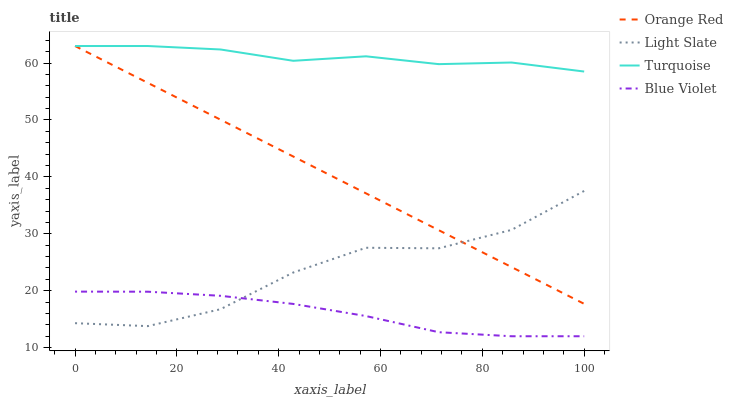 title
Orange Red
Light Slate
Turquoise
Blue Violet
yaxis_label
60
50
40
30
20
10
0 20 40 60 80 100
xaxis_label